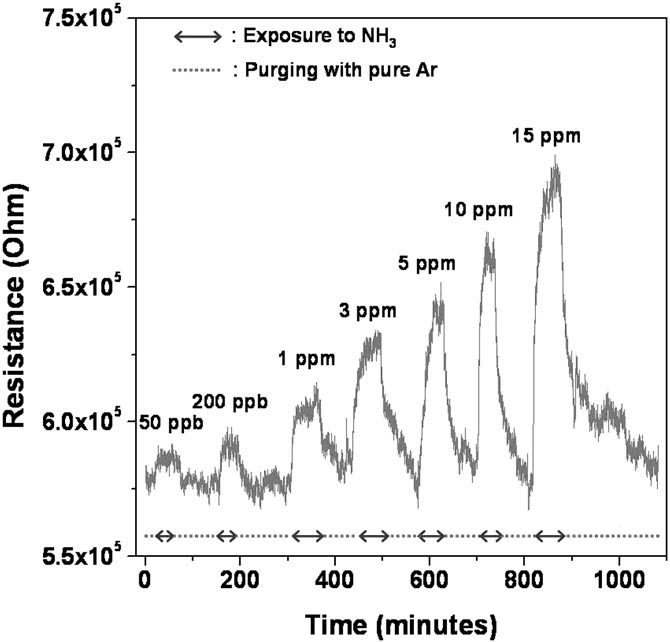 7.5x10⁵
: Exposure to NH₃
: Purging with pure Ar
7.0x10⁵
15 ppm
10 ppm
6.5x10⁵
5 ppm
3 ppm
1 ppm
6.0x10⁵
50 ppb
200 ppb
5.5x10⁵
0
200
400
600
800
1000
Resistance (Ohm)
Time (minutes)